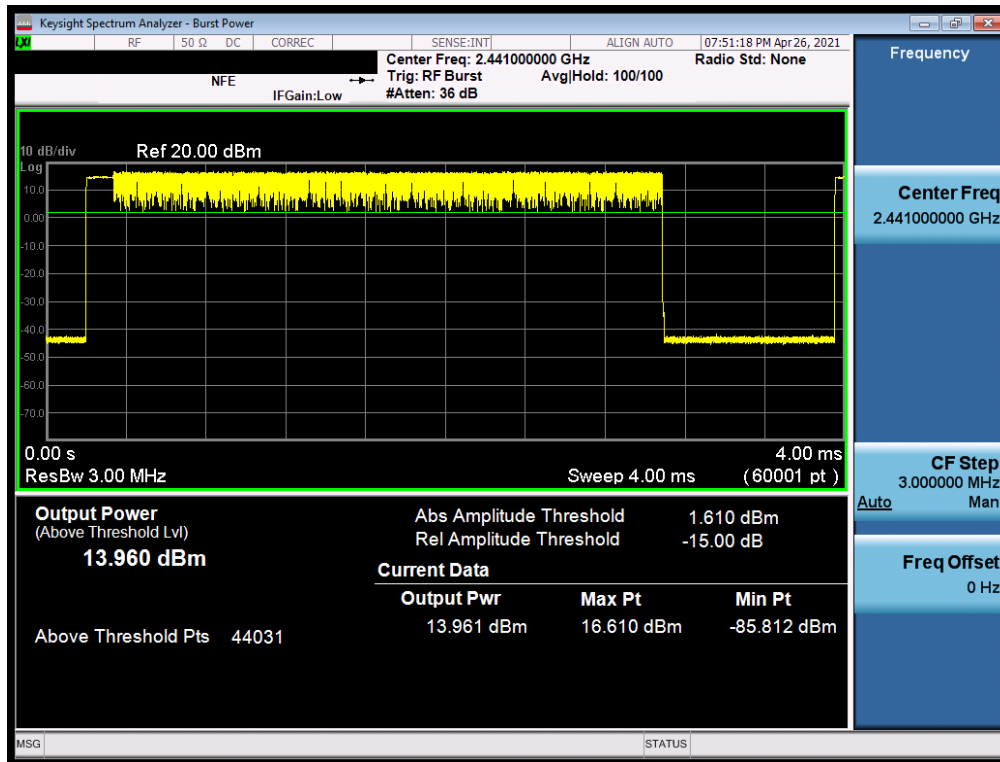 Keysight Spectrum Analyzer - Burst Power
LXI RF 50 Ω DC CORREC SENSE:INT ALIGN AUTO 07:51:18 PM Apr 26, 2021
Center Freq: 2.441000000 GHz Radio Std: None
NFE Trig: RF Burst Avg|Hold: 100/100
IFGain:Low #Atten: 36 dB
Frequency
10 dB/div Ref 20.00 dBm
Log
10.0
0.00
-10.0
-20.0
-30.0
-40.0
-50.0
-60.0
-70.0
0.00 s 4.00 ms
ResBw 3.00 MHz Sweep 4.00 ms (60001 pt)
Output Power
(Above Threshold Lvl)
13.960 dBm
Above Threshold Pts 44031
Abs Amplitude Threshold 1.610 dBm
Rel Amplitude Threshold -15.00 dB
Current Data
Output Pwr Max Pt Min Pt
13.961 dBm 16.610 dBm -85.812 dBm
Center Freq
2.441000000 GHz
CF Step
3.000000 MHz
Auto Man
Freq Offset
0 Hz
MSG STATUS